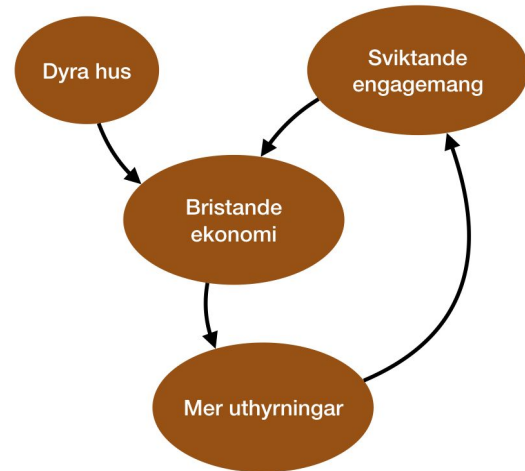 Dyra hus
Sviktande
engagemang
Bristande
ekonomi
Mer uthyrningar